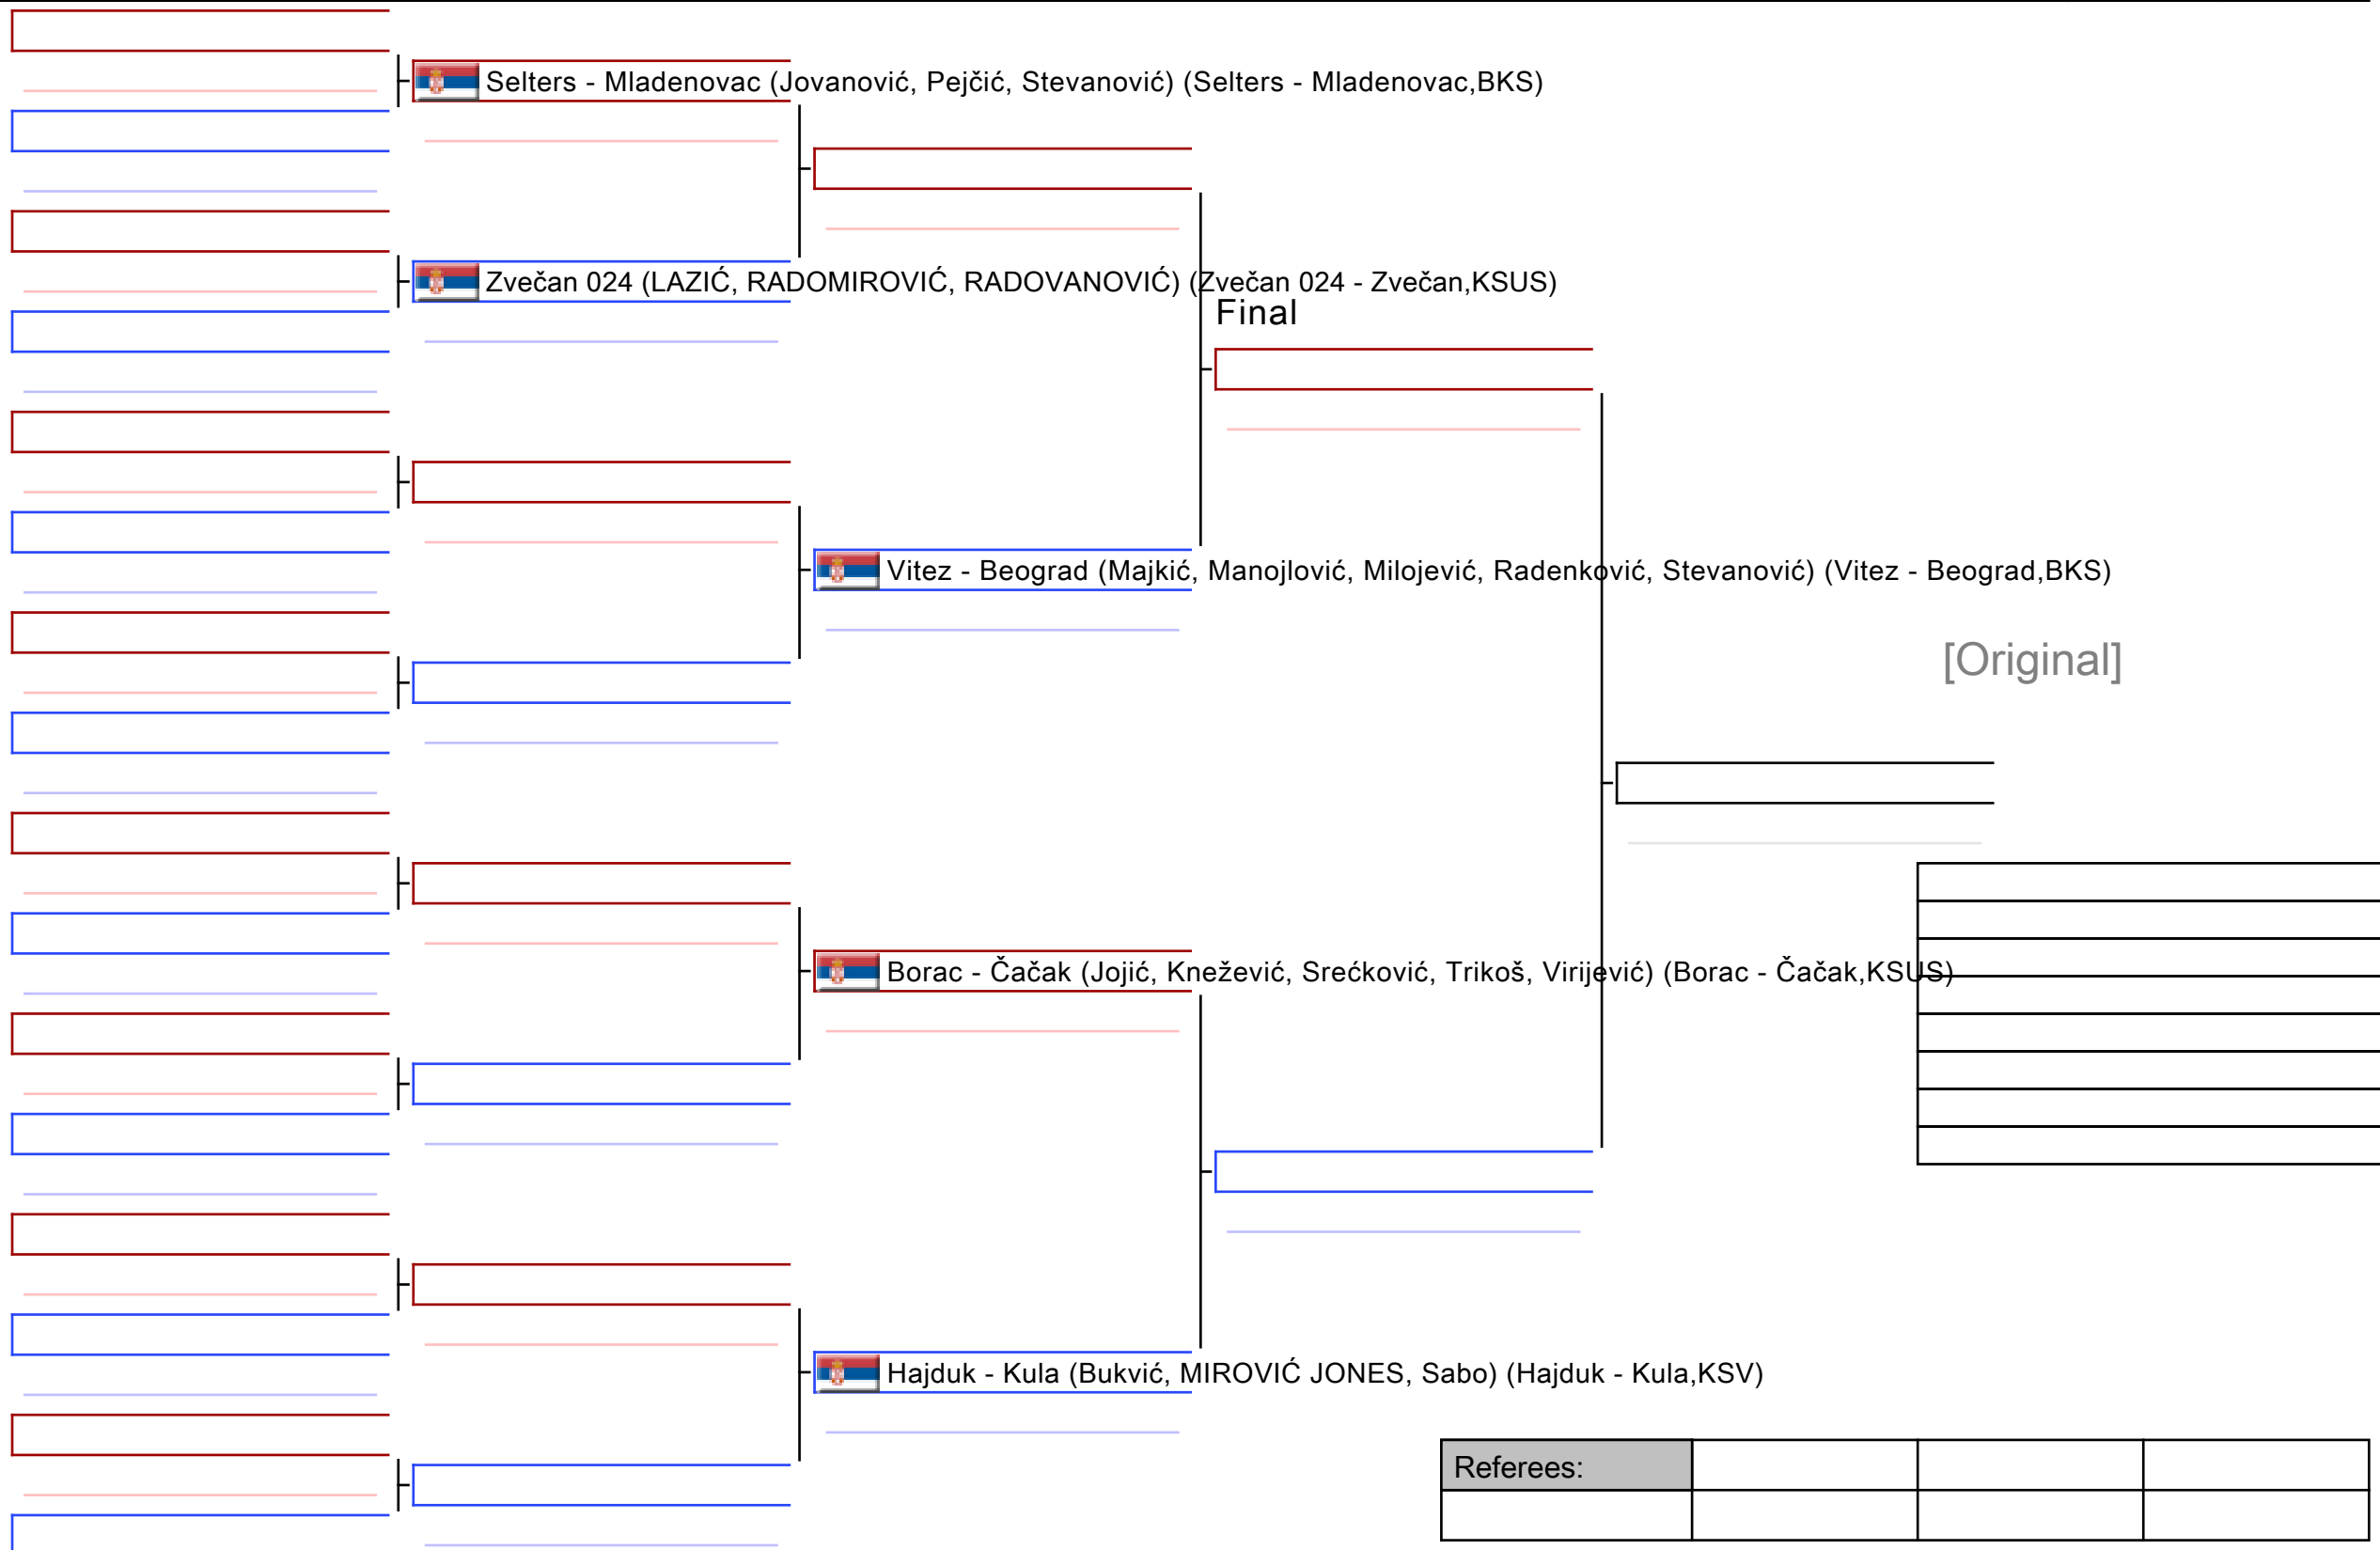 Selters - Mladenovac (Jovanović, Pejčić, Stevanović) (Selters - Mladenovac,BKS)
Zvečan 024 (LAZIĆ, RADOMIROVIĆ, RADOVANOVIĆ) (Zvečan 024 - Zvečan,KSUS)
Final
Vitez - Beograd (Majkić, Manojlović, Milojević, Radenković, Stevanović) (Vitez - Beograd,BKS)
[Original]
Borac - Čačak (Jojić, Knežević, Srećković, Trikoš, Virijević) (Borac - Čačak,KSUS)
Hajduk - Kula (Bukvić, MIROVIĆ JONES, Sabo) (Hajduk - Kula,KSV)
Referees: